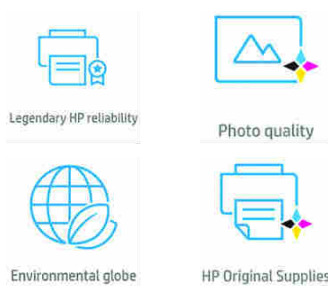 Legendary HP reliability
Photo quality
Environmental globe
HP Original Supplies